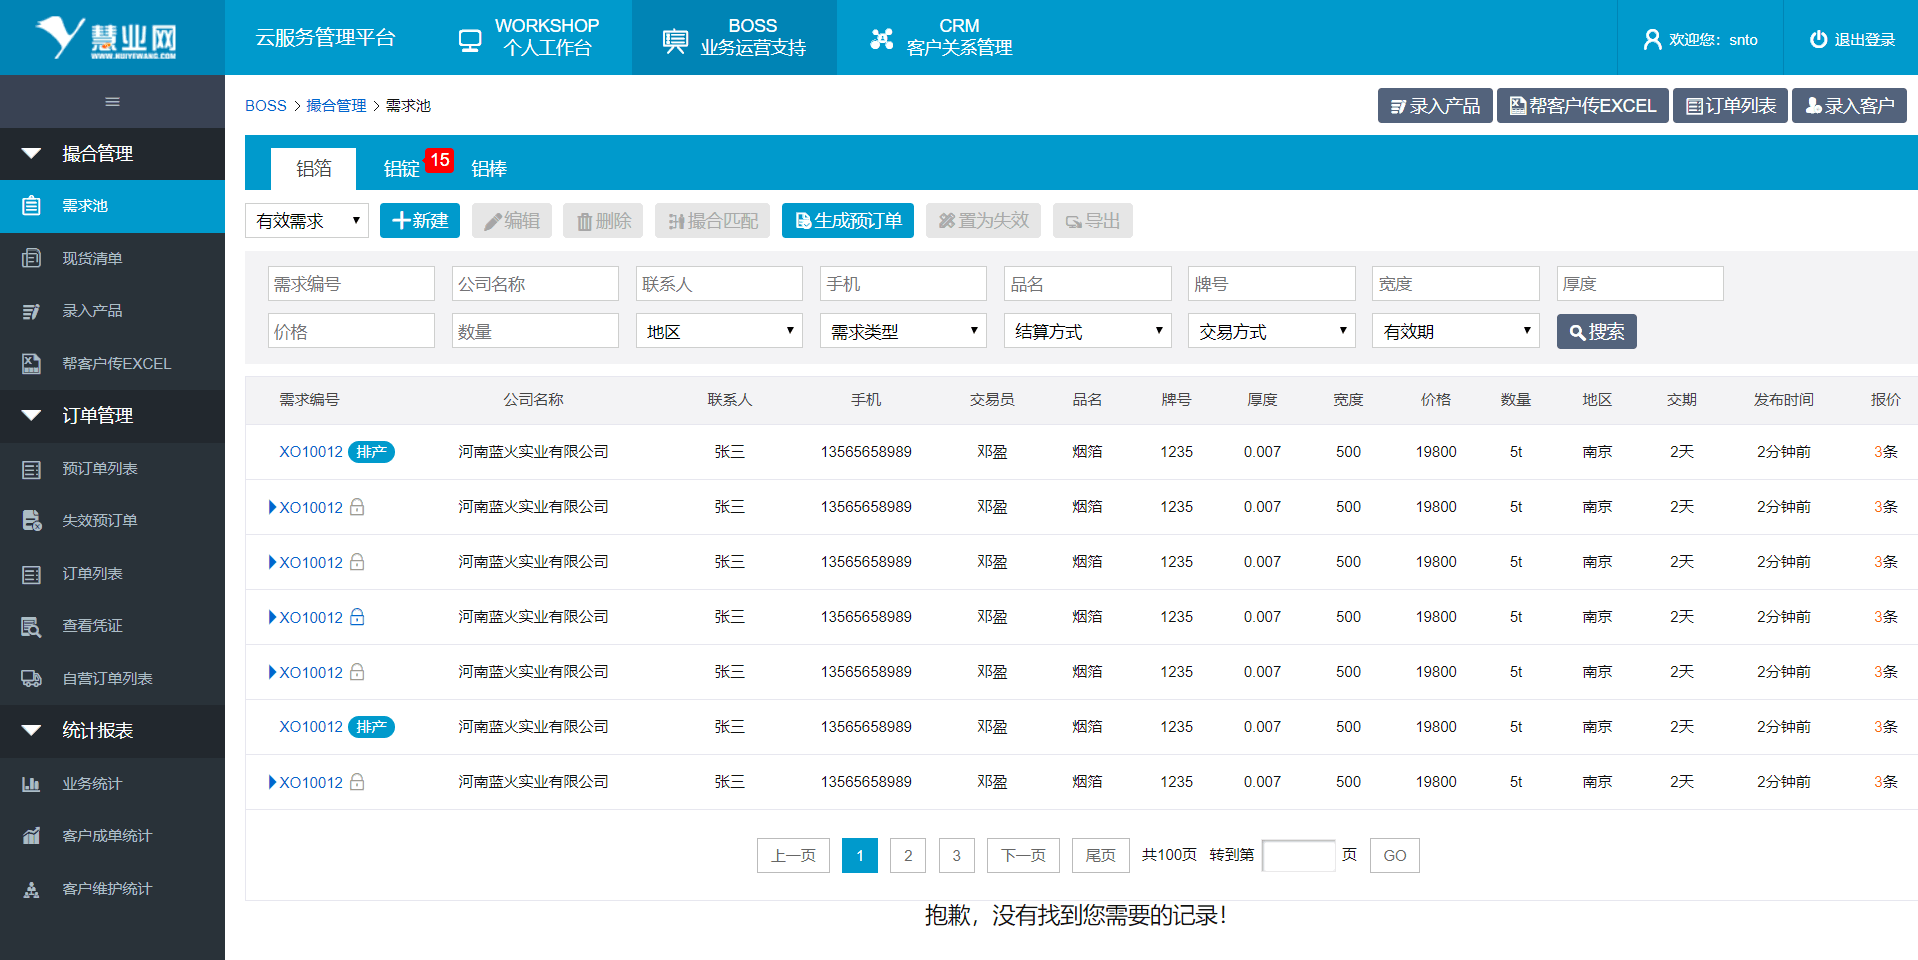 慧业网
WWW.HUIYEWANG.COM
云服务管理平台
WORKSHOP
个人工作台
BOSS
业务运营支持
CRM
客户关系管理
欢迎您：snto
退出登录
撮合管理
需求池
现货清单
录入产品
帮客户传EXCEL
订单管理
预订单列表
失效预订单
订单列表
查看凭证
自营订单列表
统计报表
业务统计
客户成单统计
客户维护统计
BOSS > 撮合管理 > 需求池
录入产品 帮客户传EXCEL 订单列表 录入客户
铝箔 铝锭 15 铝棒
有效需求 新建 编辑 删除 撮合匹配 生成预订单 置为失效 导出
需求编号 公司名称 联系人 手机 品名 牌号 宽度 厚度
价格 数量 地区 需求类型 结算方式 交易方式 有效期 搜索
需求编号 公司名称 联系人 手机 交易员 品名 牌号 厚度 宽度 价格 数量 地区 交期 发布时间 报价
XO10012 排产 河南蓝火实业有限公司 张三 13565658989 邓盈 烟箔 1235 0.007 500 19800 5t 南京 2天 2分钟前 3条
XO10012 河南蓝火实业有限公司 张三 13565658989 邓盈 烟箔 1235 0.007 500 19800 5t 南京 2天 2分钟前 3条
XO10012 河南蓝火实业有限公司 张三 13565658989 邓盈 烟箔 1235 0.007 500 19800 5t 南京 2天 2分钟前 3条
XO10012 河南蓝火实业有限公司 张三 13565658989 邓盈 烟箔 1235 0.007 500 19800 5t 南京 2天 2分钟前 3条
XO10012 河南蓝火实业有限公司 张三 13565658989 邓盈 烟箔 1235 0.007 500 19800 5t 南京 2天 2分钟前 3条
XO10012 排产 河南蓝火实业有限公司 张三 13565658989 邓盈 烟箔 1235 0.007 500 19800 5t 南京 2天 2分钟前 3条
XO10012 河南蓝火实业有限公司 张三 13565658989 邓盈 烟箔 1235 0.007 500 19800 5t 南京 2天 2分钟前 3条
上一页 1 2 3 下一页 尾页 共100页 转到第 页 GO
抱歉，没有找到您需要的记录！